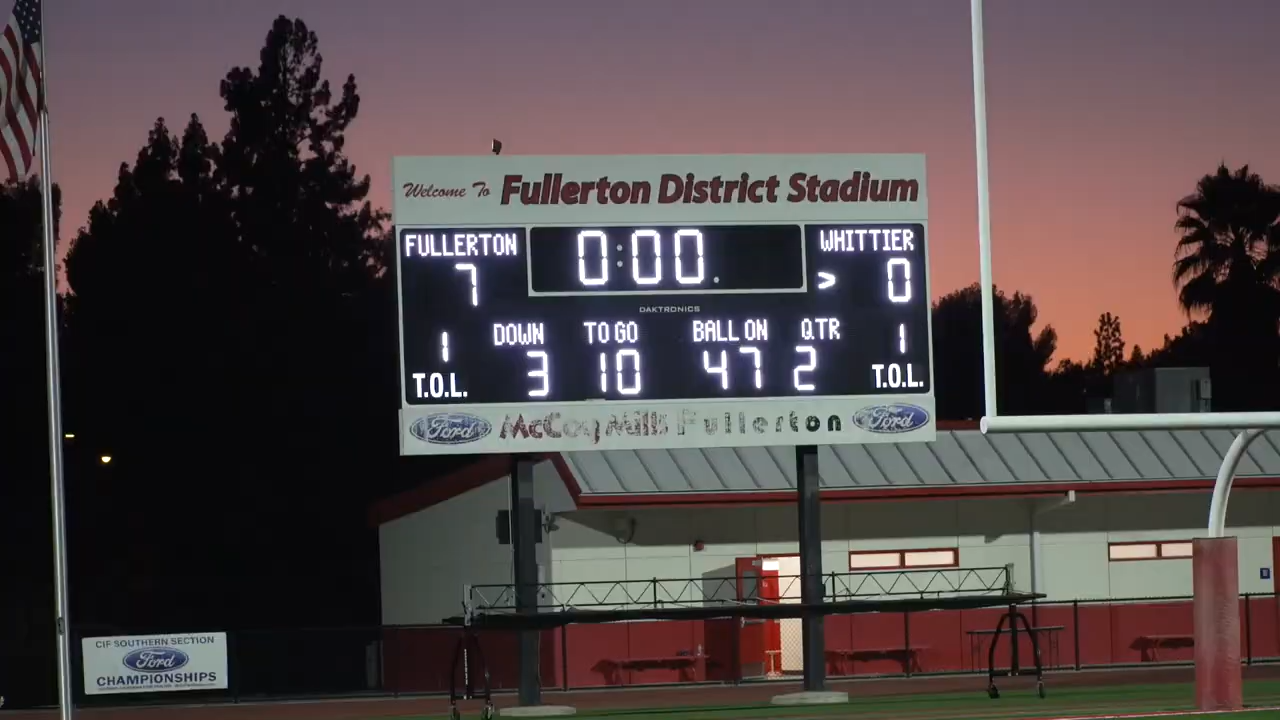 Welcome To Fullerton District Stadium
FULLERTON 0:00. WHITTIER
7 > 0
DAKTRONICS
DOWN TO GO BALL ON QTR
1 3 10 47 2 1
T.O.L. T.O.L.
Ford McCoy Mills Fullerton Ford
CIF SOUTHERN SECTION
Ford
CHAMPIONSHIPS